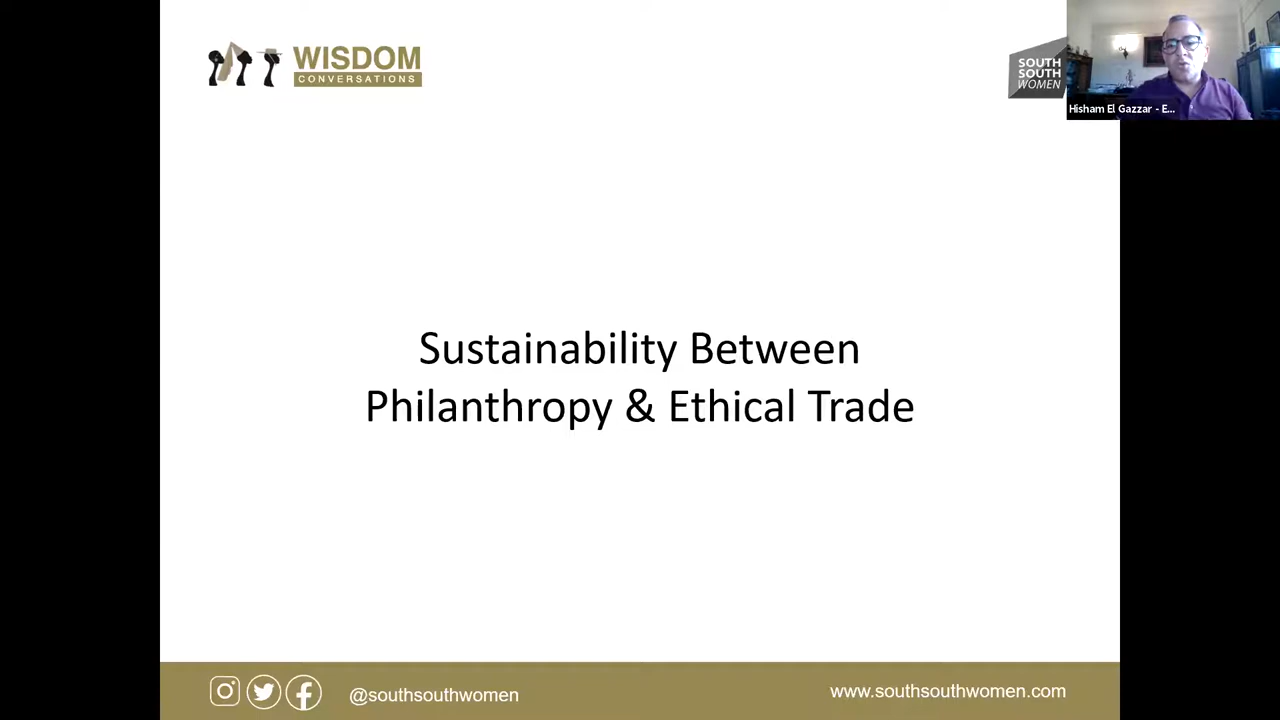 WISDOM
CONVERSATIONS
SOUTH
SOUTH
WOMEN
Hisham El Gazzar - E...
Sustainability Between
Philanthropy & Ethical Trade
@southsouthwomen
www.southsouthwomen.com